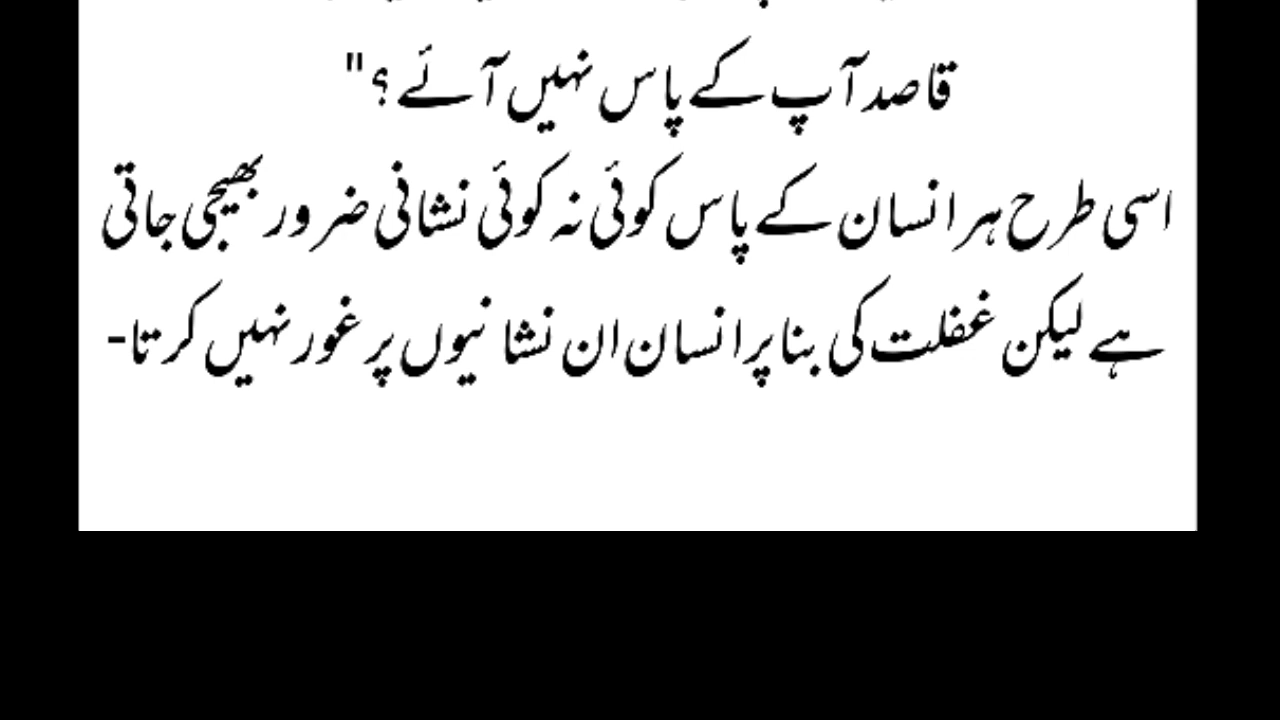 قاصد آپ کے پاس نہیں آئے؟"
اسی طرح ہر انسان کے پاس کوئی نہ کوئی نشانی ضرور بھیجی جاتی
ہے لیکن غفلت کی بنا پر انسان ان نشانیوں پر غور نہیں کرتا-